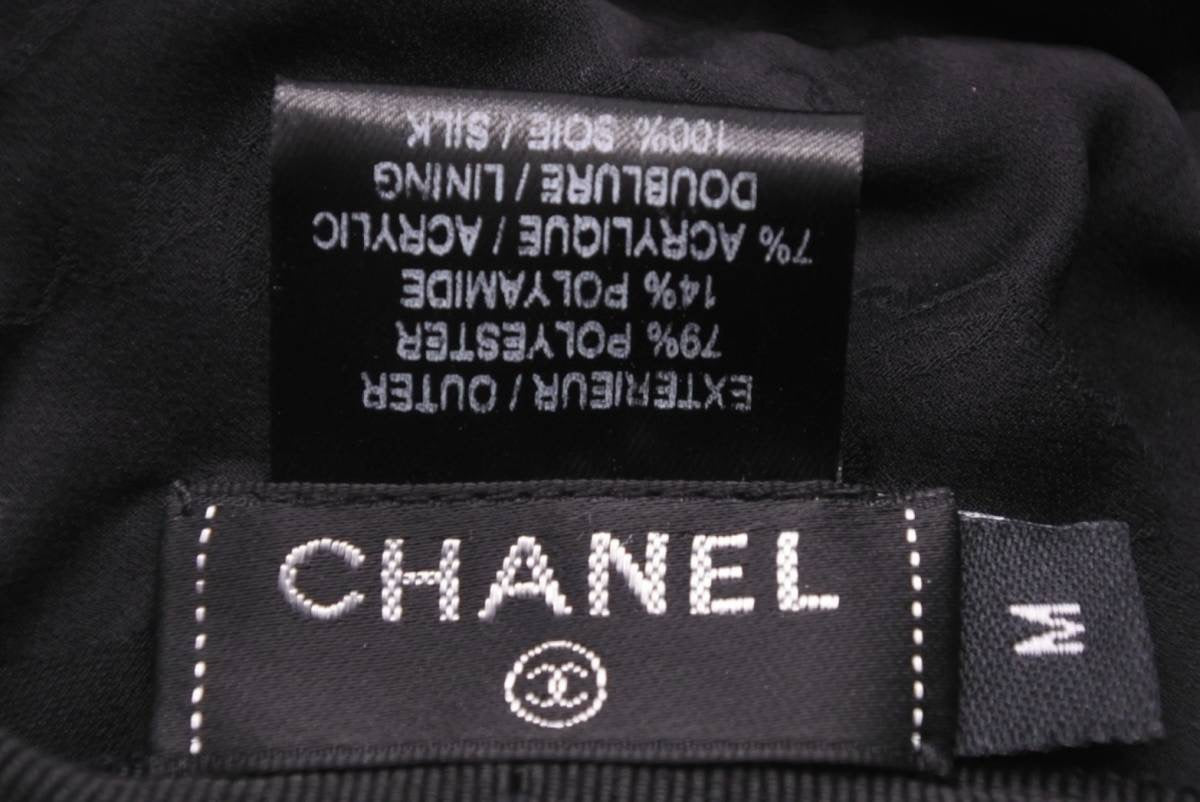 EXTERIEUR / OUTER
79% POLYESTER
14% POLYAMIDE
7% ACRYLIQUE / ACRYLIC
DOUBLURE / LINING
100% SOIE / SILK
CHANEL
M